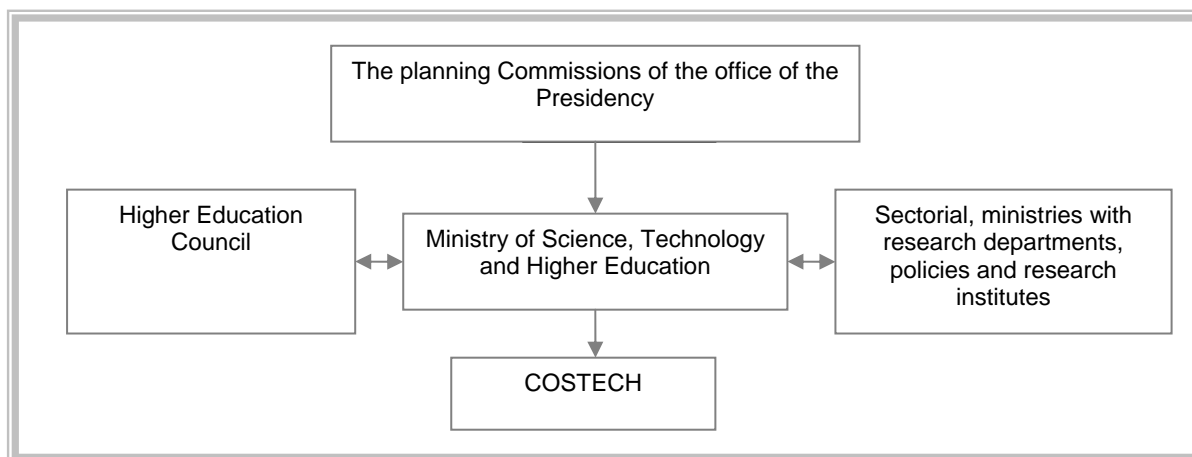 The planning Commissions of the office of the
Presidency
Higher Education
Council
Ministry of Science, Technology
and Higher Education
Sectorial, ministries with
research departments,
policies and research
institutes
COSTECH